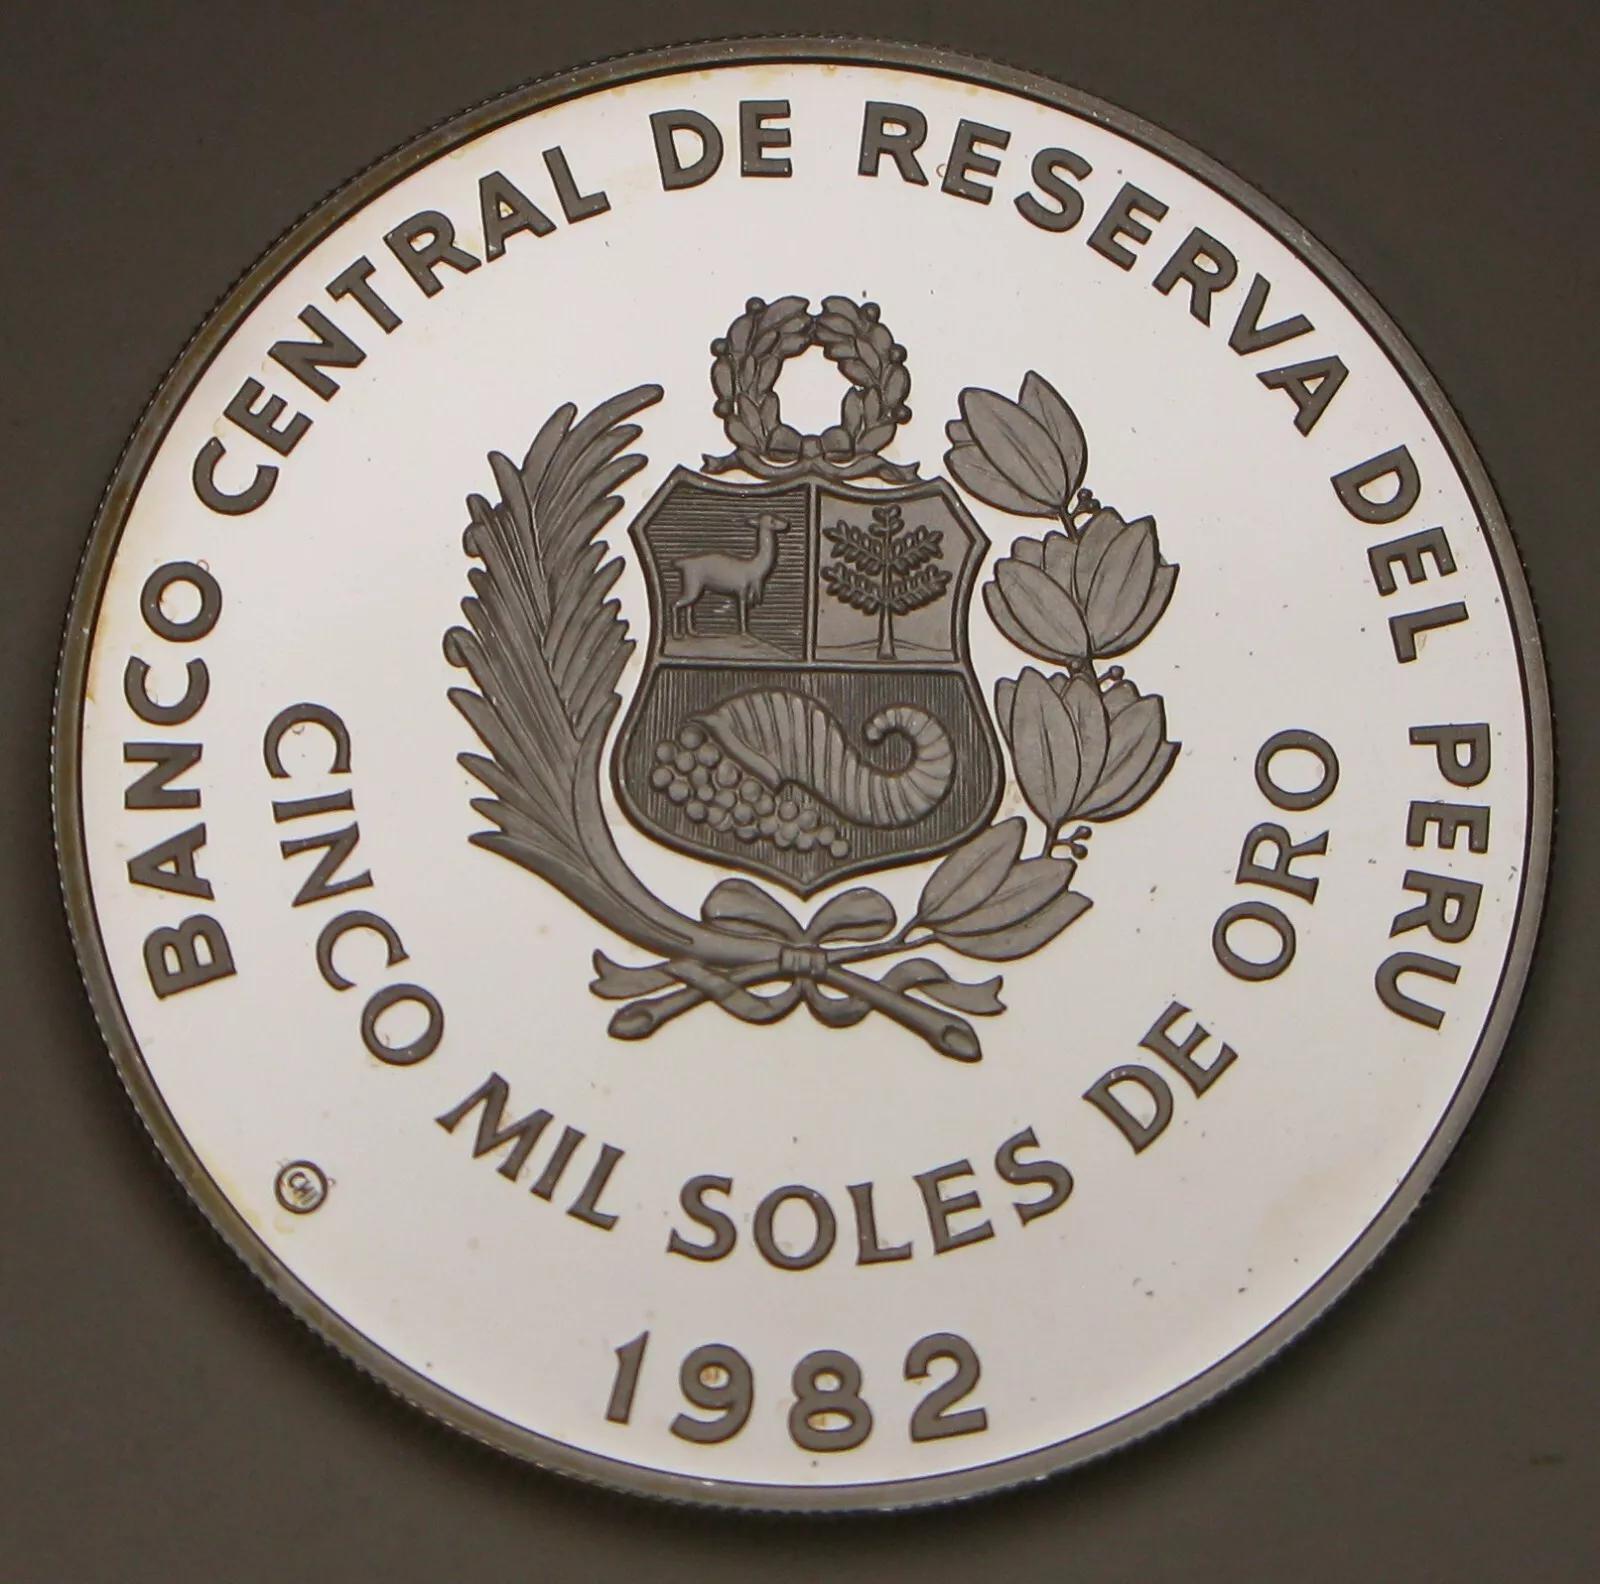 BANCO CENTRAL DE RESERVA DEL PERU
CINCO MIL SOLES DE ORO
1982